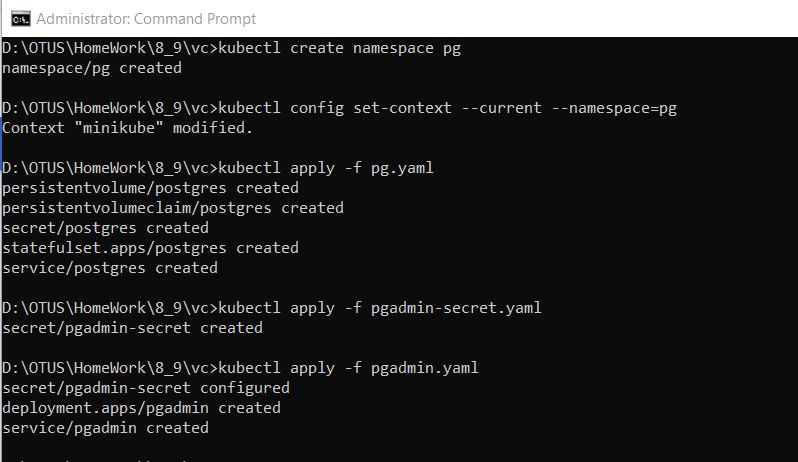 Administrator: Command Prompt
D:\OTUS\HomeWork\8_9\vc>kubectl create namespace pg
namespace/pg created
D:\OTUS\HomeWork\8_9\vc>kubectl config set-context --current --namespace=pg
Context "minikube" modified.
D:\OTUS\HomeWork\8_9\vc>kubectl apply -f pg.yaml
persistentvolume/postgres created
persistentvolumeclaim/postgres created
secret/postgres created
statefulset.apps/postgres created
service/postgres created
D:\OTUS\HomeWork\8_9\vc>kubectl apply -f pgadmin-secret.yaml
secret/pgadmin-secret created
D:\OTUS\HomeWork\8_9\vc>kubectl apply -f pgadmin.yaml
secret/pgadmin-secret configured
deployment.apps/pgadmin created
service/pgadmin created